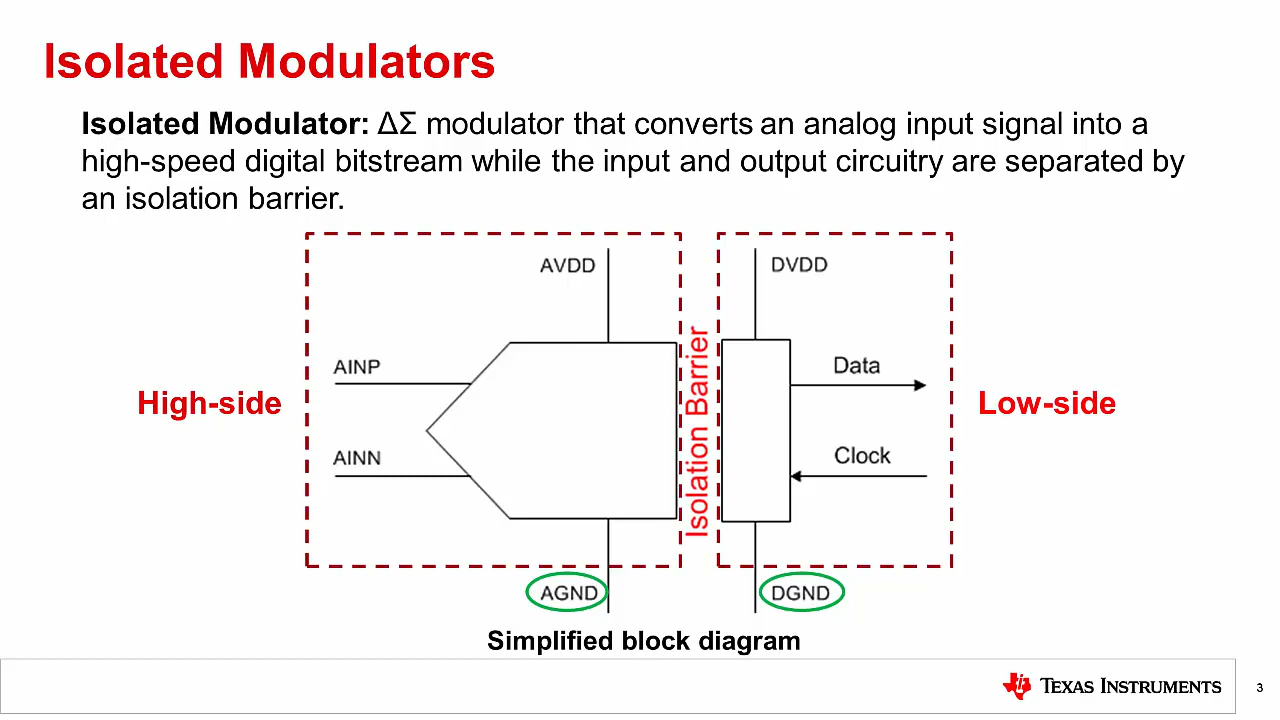 Isolated Modulators
Isolated Modulator: ΔΣ modulator that converts an analog input signal into a
high-speed digital bitstream while the input and output circuitry are separated by
an isolation barrier.
AVDD
DVDD
AINP
Data
High-side
Isolation Barrier
Low-side
AINN
Clock
AGND
DGND
Simplified block diagram
TEXAS INSTRUMENTS
3